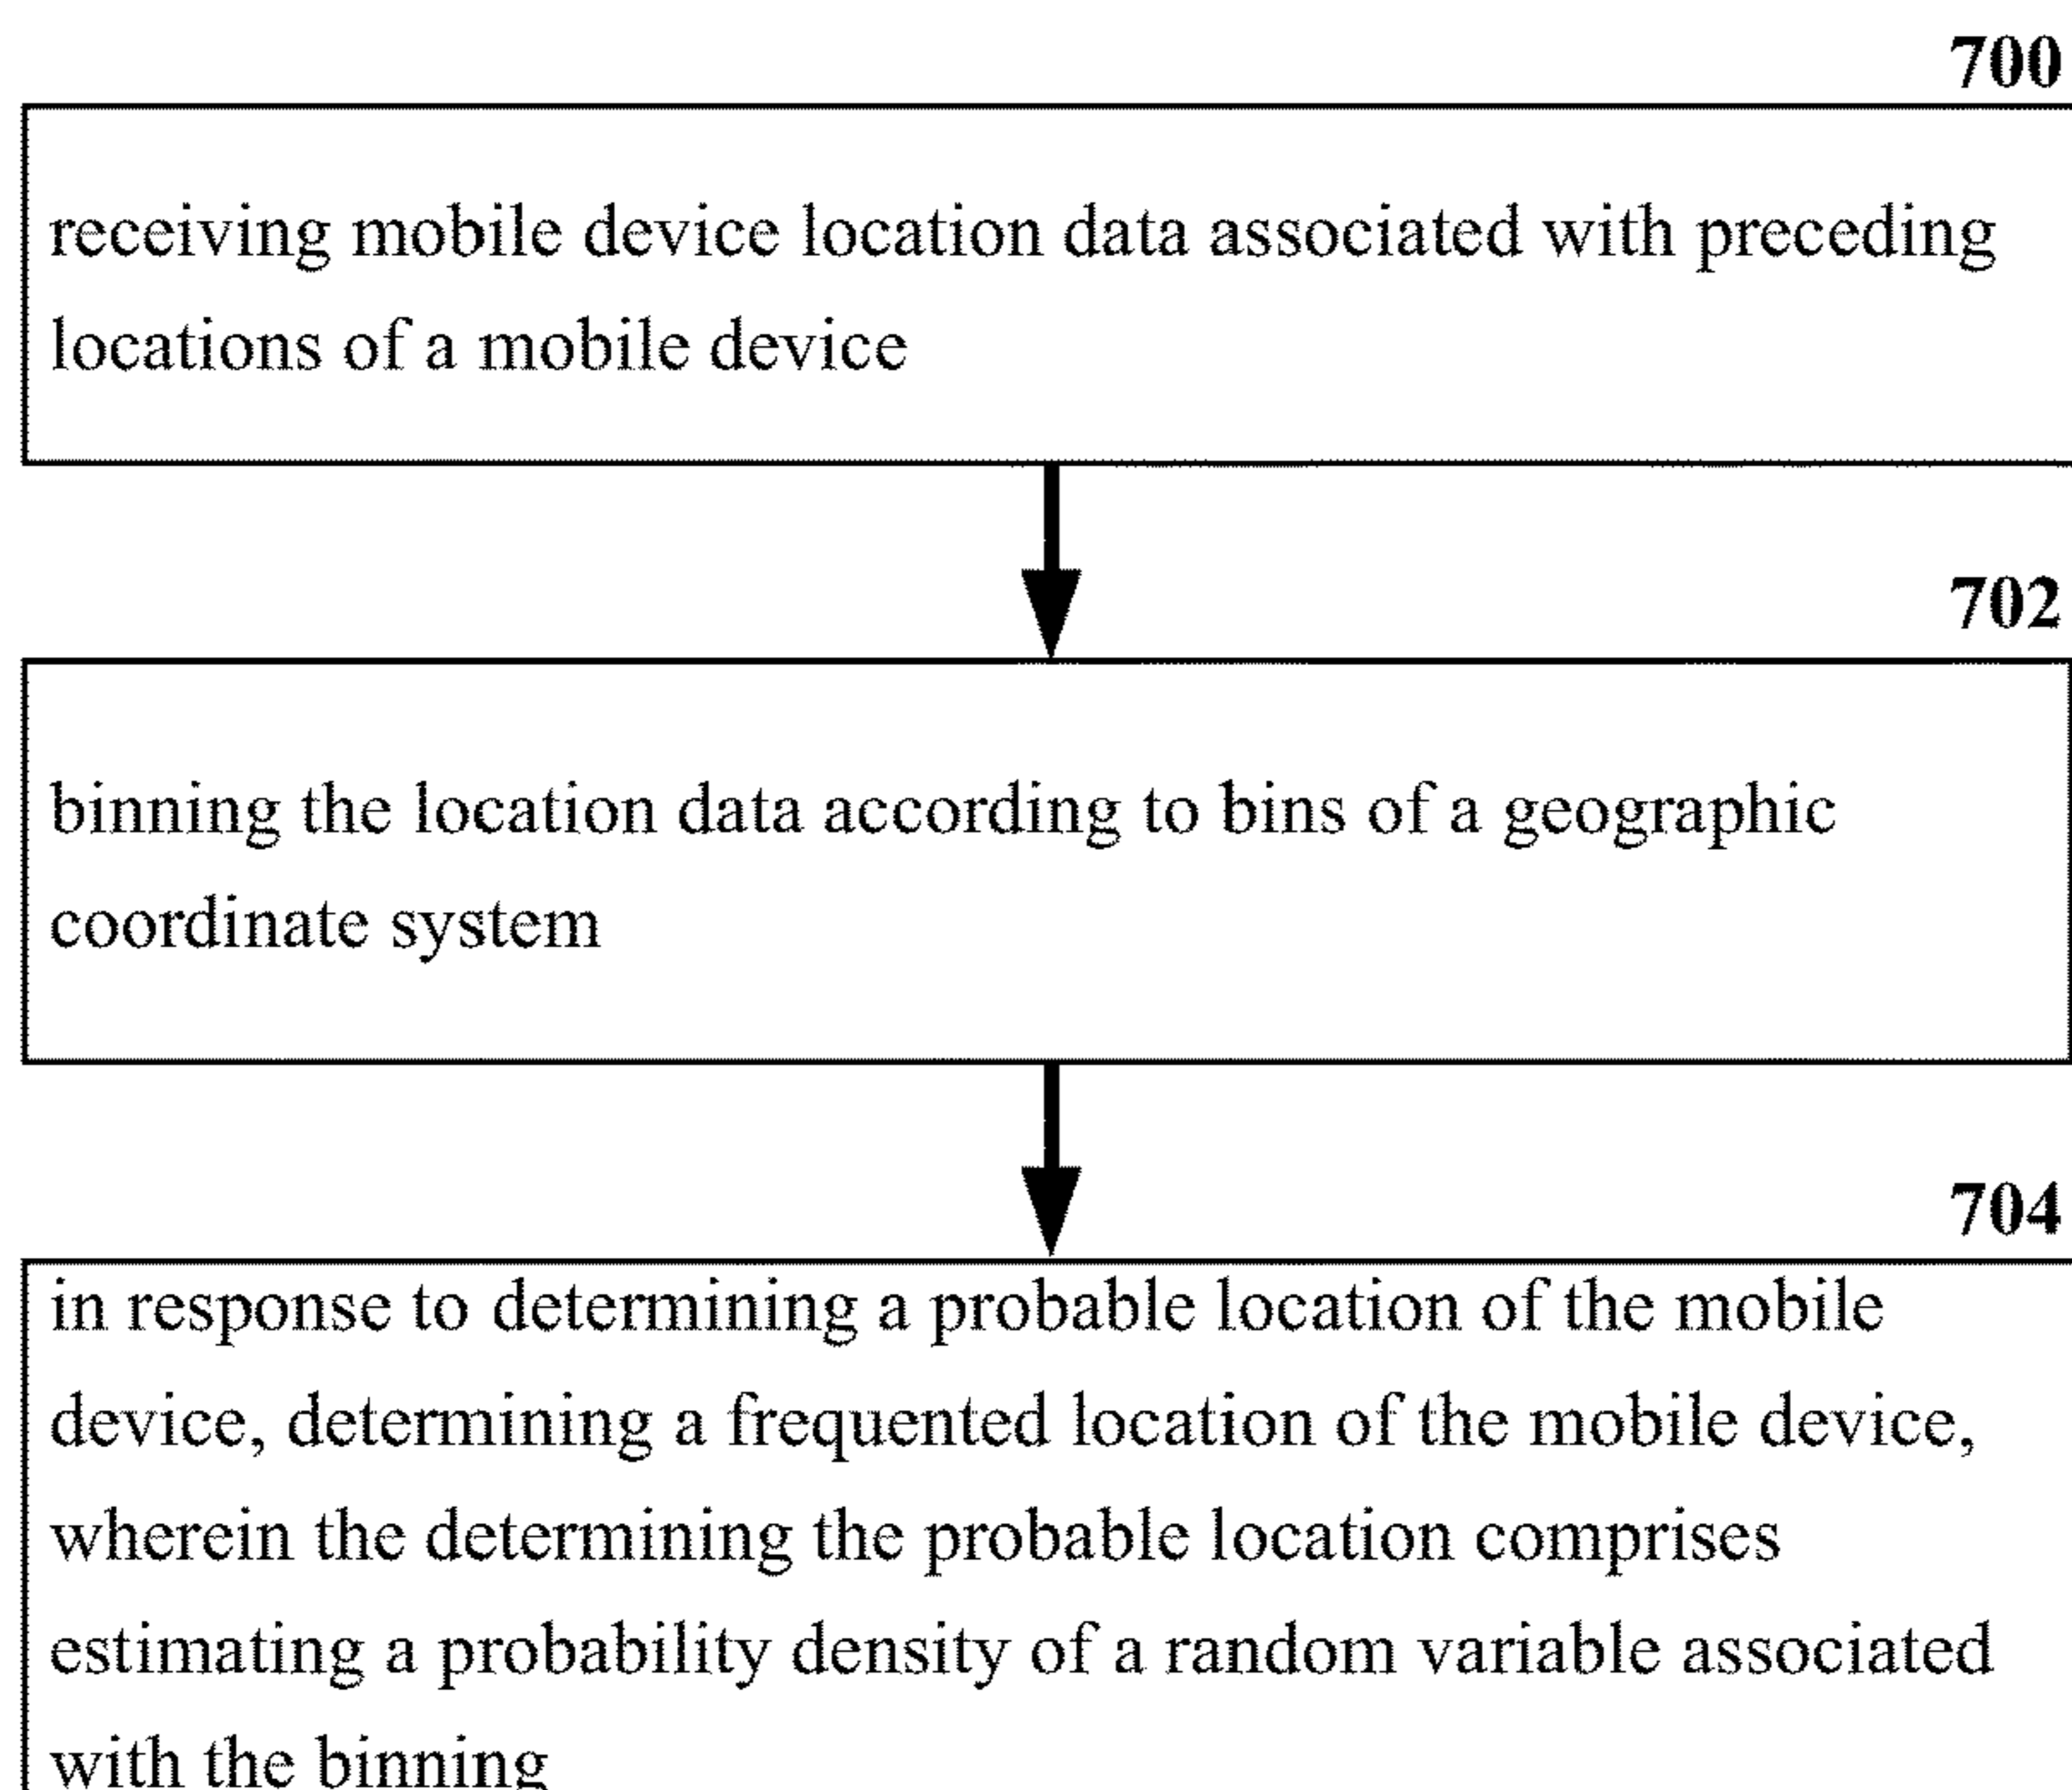 700
receiving mobile device location data associated with preceding
locations of a mobile device
702
binning the location data according to bins of a geographic
coordinate system
704
in response to determining a probable location of the mobile
device, determining a frequented location of the mobile device,
wherein the determining the probable location comprises
estimating a probability density of a random variable associated
with the binning